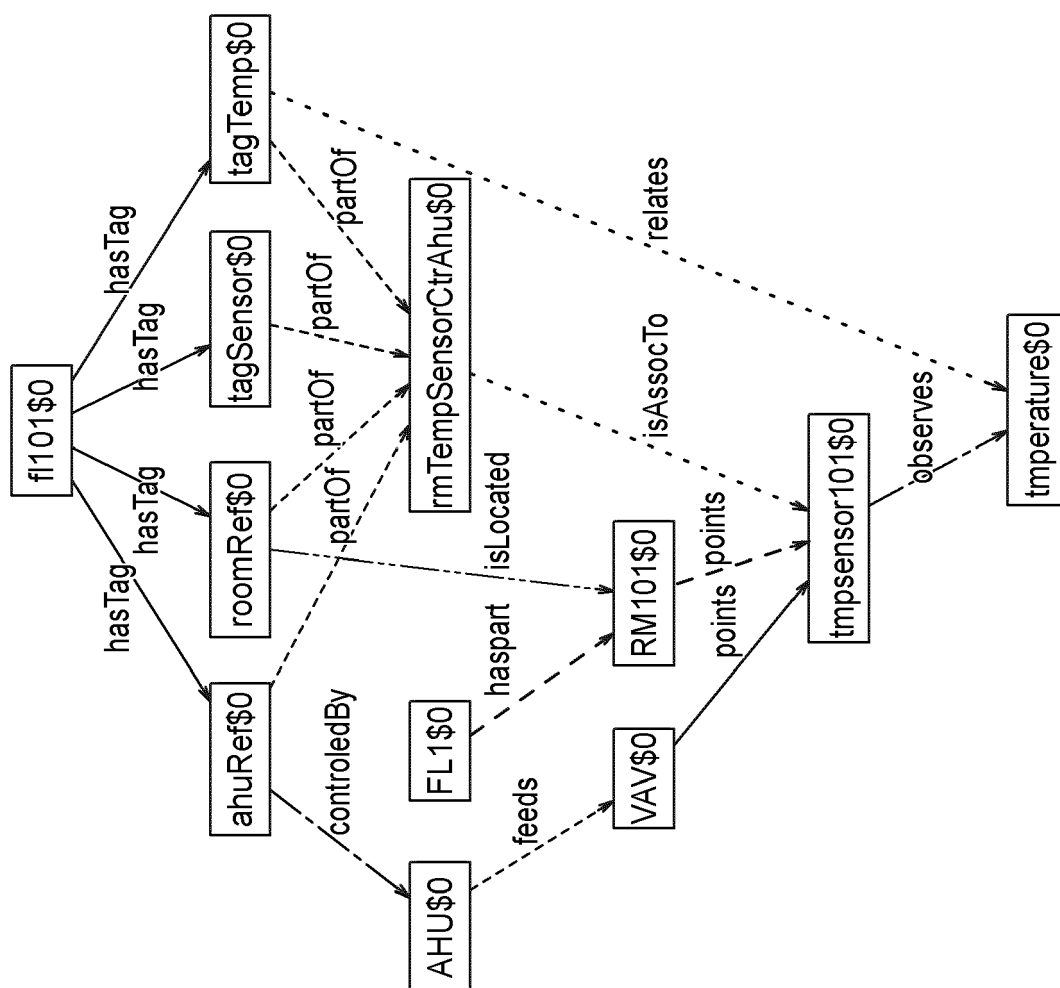 fl101$0
hasTag
hasTag
hasTag
hasTag
ahuRef$0
roomRef$0
tagSensor$0
tagTemp$0
controledBy
partOf
partOf
partOf
partOf
AHU$0
FL1$0
rmTempSensorCtrAhu$0
feeds
haspart
isLocated
isAssocTo
relates
VAV$0
RM101$0
points
points
tmpsensor101$0
observes
tmperature$0